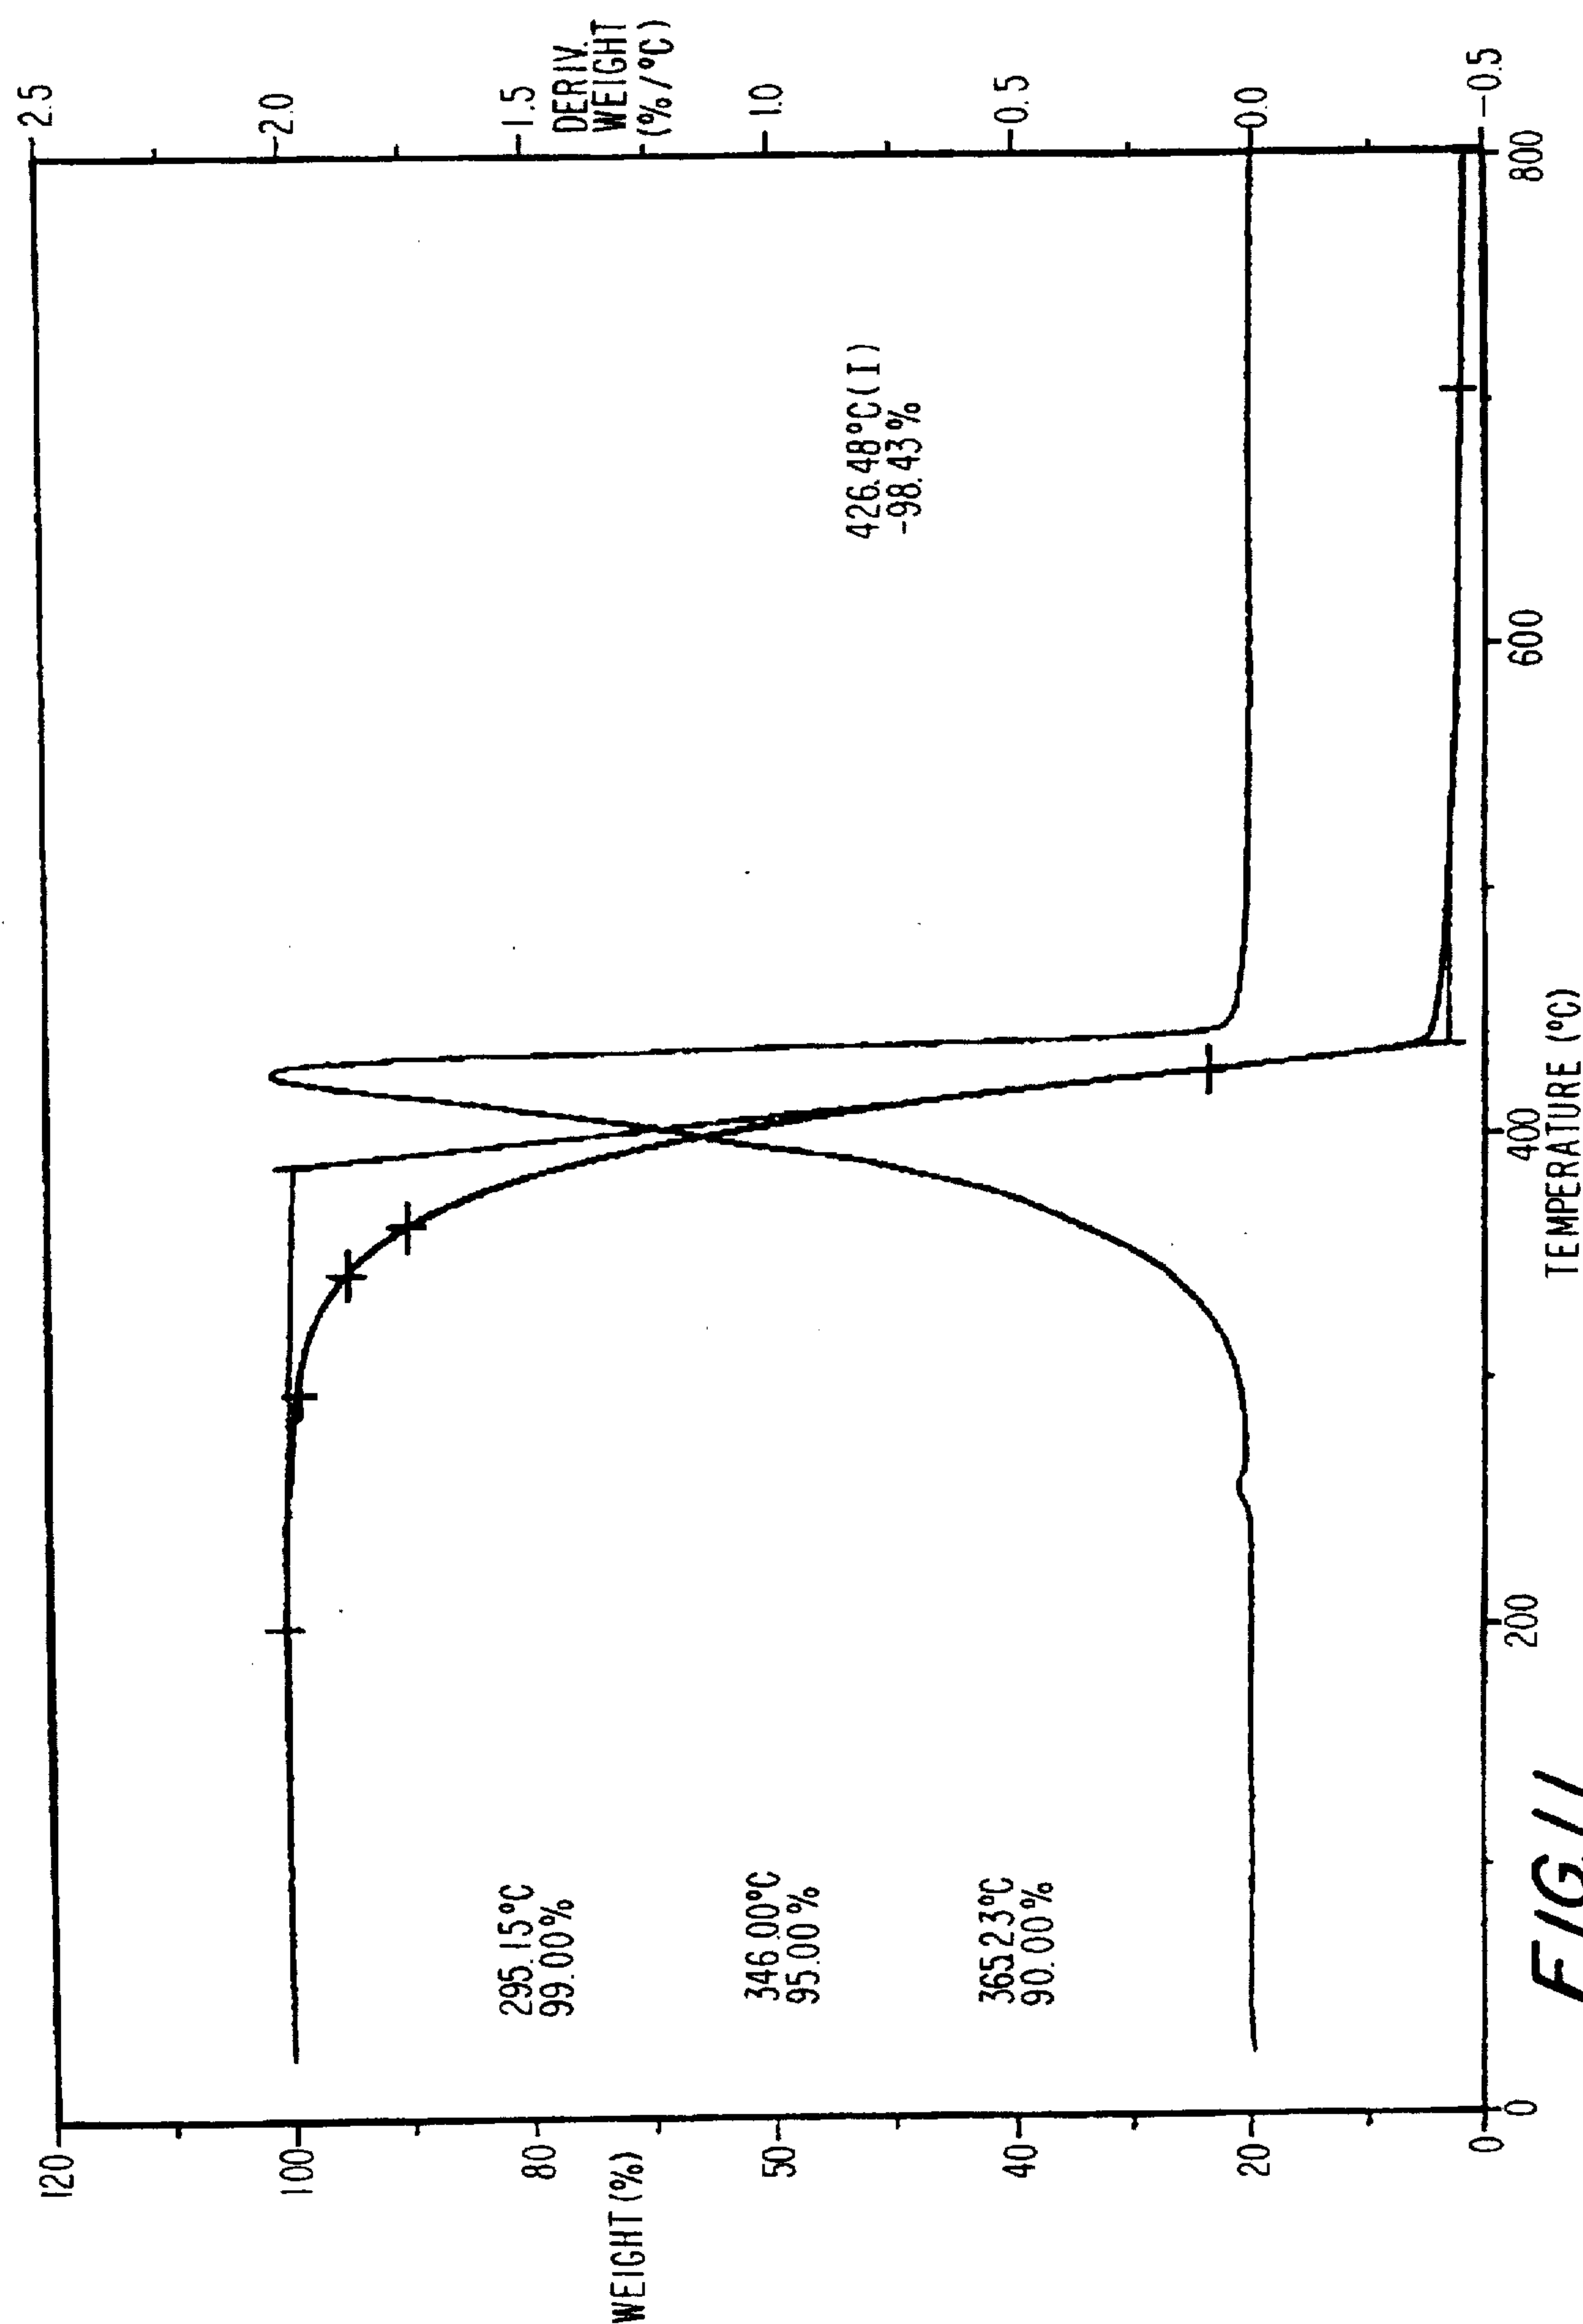 120
100
80
50
40
20
0
WEIGHT (%)
295.15°C
99.00%
346.00°C
95.00%
365.23°C
90.00%
426.48°C(I)
-98.43%
2.5
2.0
1.5
DERIV.
WEIGHT
(%/°C)
1.0
0.5
0.0
-0.5
0
200
400
600
800
TEMPERATURE (°C)
FIG. 11